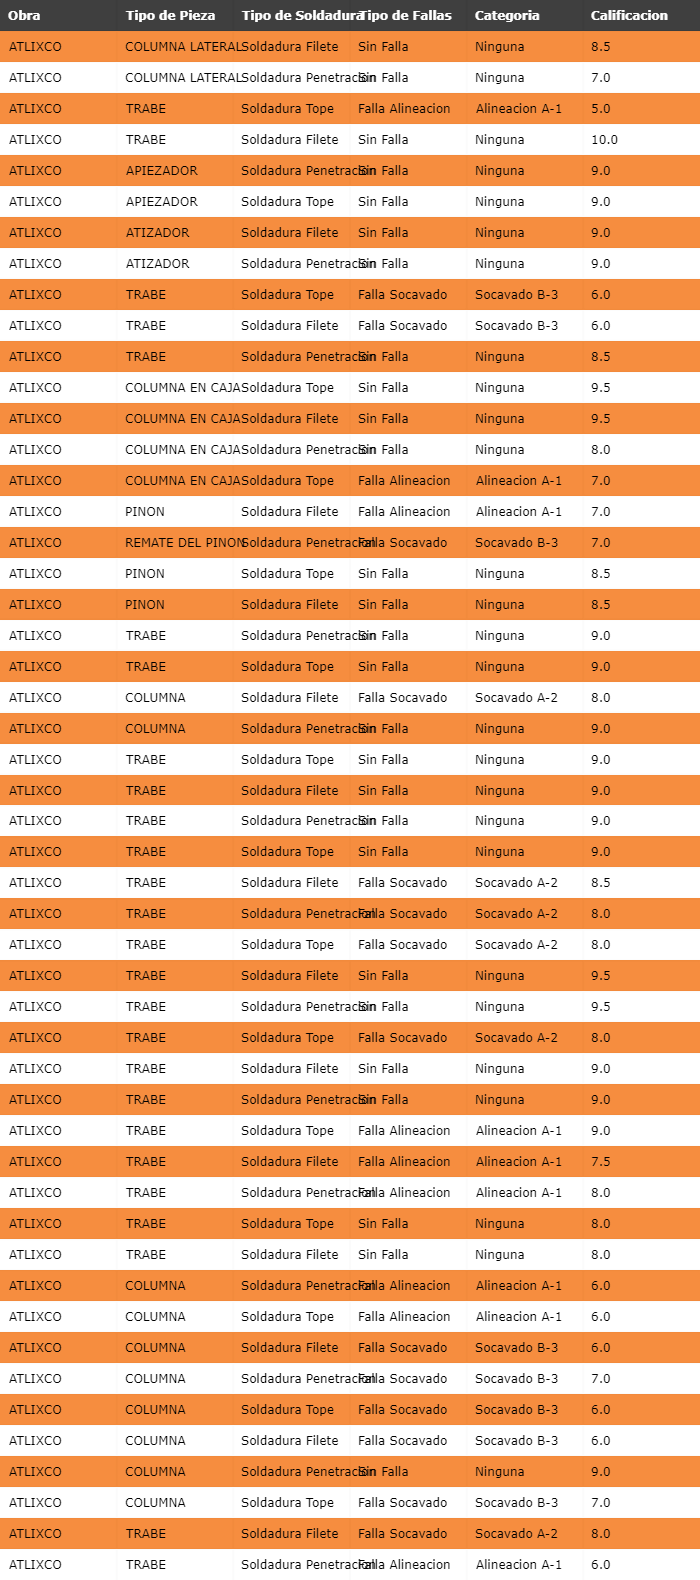 Obra Tipo de Pieza Tipo de Soldadura Tipo de Fallas Categoria Calificacion
ATLIXCO COLUMNA LATERAL Soldadura Filete Sin Falla Ninguna 8.5
ATLIXCO COLUMNA LATERAL Soldadura Penetracion Sin Falla Ninguna 7.0
ATLIXCO TRABE Soldadura Tope Falla Alineacion Alineacion A-1 5.0
ATLIXCO TRABE Soldadura Filete Sin Falla Ninguna 10.0
ATLIXCO APIEZADOR Soldadura Penetracion Sin Falla Ninguna 9.0
ATLIXCO APIEZADOR Soldadura Tope Sin Falla Ninguna 9.0
ATLIXCO ATIZADOR Soldadura Filete Sin Falla Ninguna 9.0
ATLIXCO ATIZADOR Soldadura Penetracion Sin Falla Ninguna 9.0
ATLIXCO TRABE Soldadura Tope Falla Socavado Socavado B-3 6.0
ATLIXCO TRABE Soldadura Filete Falla Socavado Socavado B-3 6.0
ATLIXCO TRABE Soldadura Penetracion Sin Falla Ninguna 8.5
ATLIXCO COLUMNA EN CAJA Soldadura Tope Sin Falla Ninguna 9.5
ATLIXCO COLUMNA EN CAJA Soldadura Filete Sin Falla Ninguna 9.5
ATLIXCO COLUMNA EN CAJA Soldadura Penetracion Sin Falla Ninguna 8.0
ATLIXCO COLUMNA EN CAJA Soldadura Tope Falla Alineacion Alineacion A-1 7.0
ATLIXCO PINON Soldadura Filete Falla Alineacion Alineacion A-1 7.0
ATLIXCO REMATE DEL PINON Soldadura Penetracion Falla Socavado Socavado B-3 7.0
ATLIXCO PINON Soldadura Tope Sin Falla Ninguna 8.5
ATLIXCO PINON Soldadura Filete Sin Falla Ninguna 8.5
ATLIXCO TRABE Soldadura Penetracion Sin Falla Ninguna 9.0
ATLIXCO TRABE Soldadura Tope Sin Falla Ninguna 9.0
ATLIXCO COLUMNA Soldadura Filete Falla Socavado Socavado A-2 8.0
ATLIXCO COLUMNA Soldadura Penetracion Sin Falla Ninguna 9.0
ATLIXCO TRABE Soldadura Tope Sin Falla Ninguna 9.0
ATLIXCO TRABE Soldadura Filete Sin Falla Ninguna 9.0
ATLIXCO TRABE Soldadura Penetracion Sin Falla Ninguna 9.0
ATLIXCO TRABE Soldadura Tope Sin Falla Ninguna 9.0
ATLIXCO TRABE Soldadura Filete Falla Socavado Socavado A-2 8.5
ATLIXCO TRABE Soldadura Penetracion Falla Socavado Socavado A-2 8.0
ATLIXCO TRABE Soldadura Tope Falla Socavado Socavado A-2 8.0
ATLIXCO TRABE Soldadura Filete Sin Falla Ninguna 9.5
ATLIXCO TRABE Soldadura Penetracion Sin Falla Ninguna 9.5
ATLIXCO TRABE Soldadura Tope Falla Socavado Socavado A-2 8.0
ATLIXCO TRABE Soldadura Filete Sin Falla Ninguna 9.0
ATLIXCO TRABE Soldadura Penetracion Sin Falla Ninguna 9.0
ATLIXCO TRABE Soldadura Tope Falla Alineacion Alineacion A-1 9.0
ATLIXCO TRABE Soldadura Filete Falla Alineacion Alineacion A-1 7.5
ATLIXCO TRABE Soldadura Penetracion Falla Alineacion Alineacion A-1 8.0
ATLIXCO TRABE Soldadura Tope Sin Falla Ninguna 8.0
ATLIXCO TRABE Soldadura Filete Sin Falla Ninguna 8.0
ATLIXCO COLUMNA Soldadura Penetracion Falla Alineacion Alineacion A-1 6.0
ATLIXCO COLUMNA Soldadura Tope Falla Alineacion Alineacion A-1 6.0
ATLIXCO COLUMNA Soldadura Filete Falla Socavado Socavado B-3 6.0
ATLIXCO COLUMNA Soldadura Penetracion Falla Socavado Socavado B-3 7.0
ATLIXCO COLUMNA Soldadura Tope Falla Socavado Socavado B-3 6.0
ATLIXCO COLUMNA Soldadura Filete Falla Socavado Socavado B-3 6.0
ATLIXCO COLUMNA Soldadura Penetracion Sin Falla Ninguna 9.0
ATLIXCO COLUMNA Soldadura Tope Falla Socavado Socavado B-3 7.0
ATLIXCO TRABE Soldadura Filete Falla Socavado Socavado A-2 8.0
ATLIXCO TRABE Soldadura Penetracion Falla Alineacion Alineacion A-1 6.0